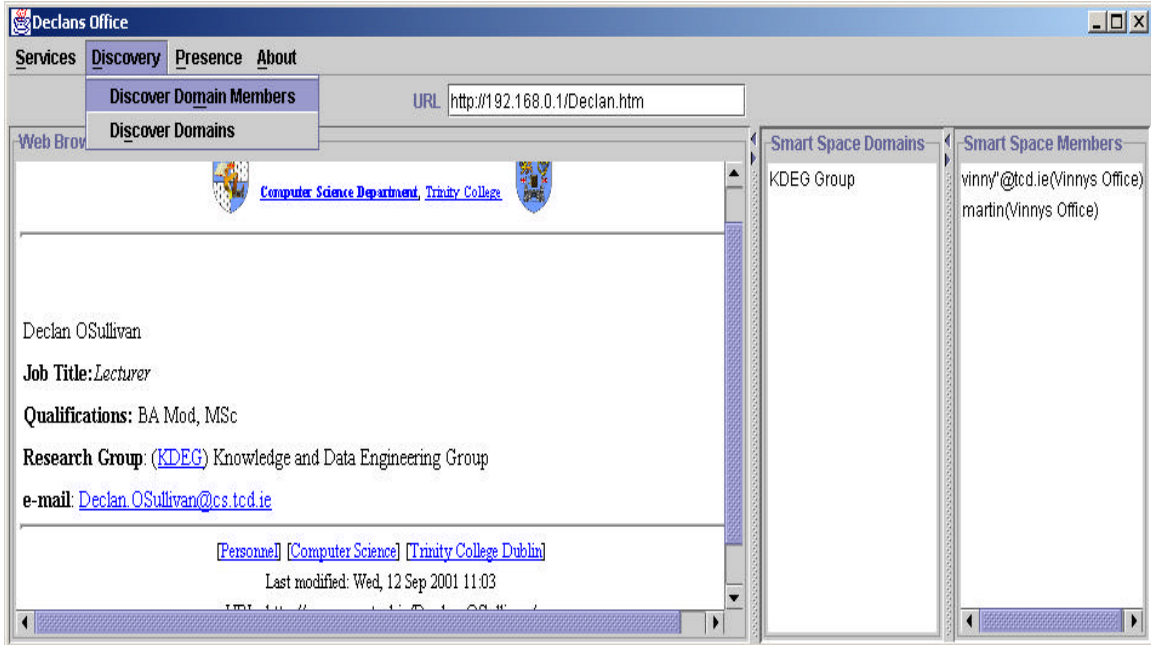 Declans Office
Services Discovery Presence About
Discover Domain Members
Discover Domains
URL http://192.168.0.1/Declan.htm
Web Brow
Smart Space Domains
Smart Space Members
Computer Science Department, Trinity College
KDEG Group
vinny"@tcd.ie(Vinnys Office)
martin(Vinnys Office)
Declan OSullivan
Job Title:Lecturer
Qualifications: BA Mod, MSc
Research Group: (KDEG) Knowledge and Data Engineering Group
e-mail: Declan.OSullivan@cs.tcd.ie
[Personnel] [Computer Science] [Trinity College Dublin]
Last modified: Wed, 12 Sep 2001 11:03